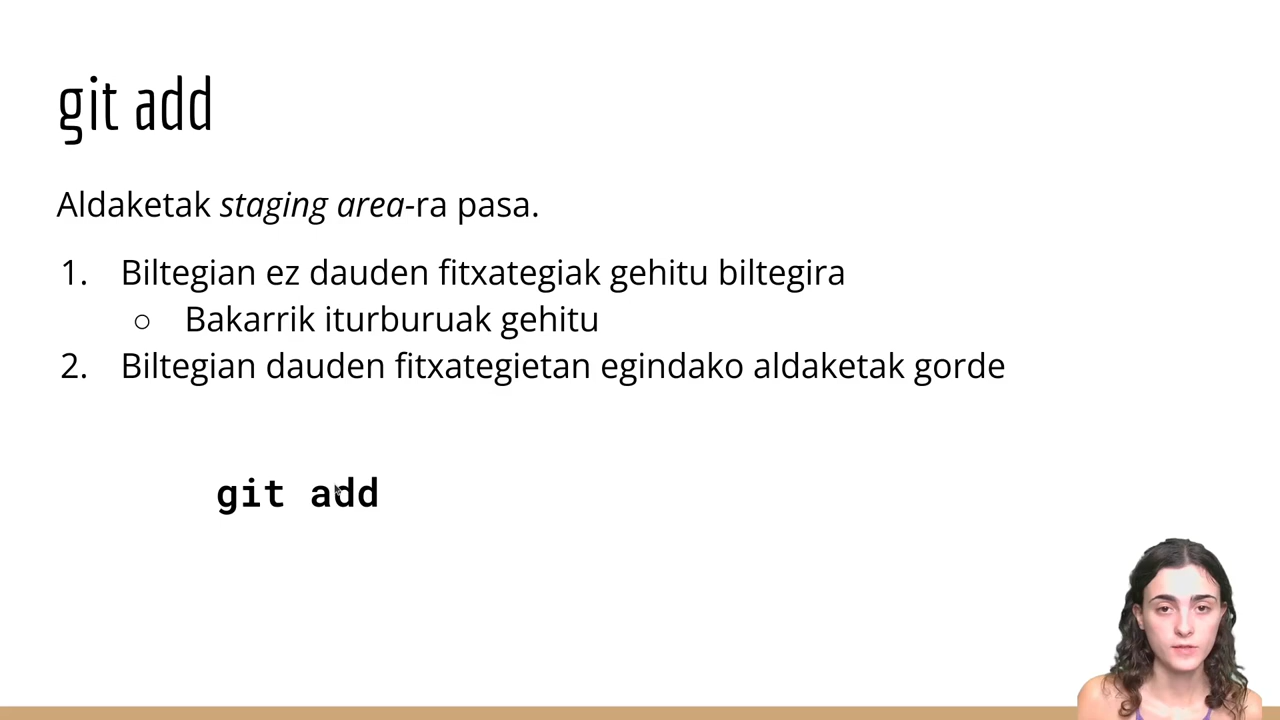 git add
Aldaketak staging area-ra pasa.
1. Biltegian ez dauden fitxategiak gehitu biltegira
○ Bakarrik iturburuak gehitu
2. Biltegian dauden fitxategietan egindako aldaketak gorde
git add